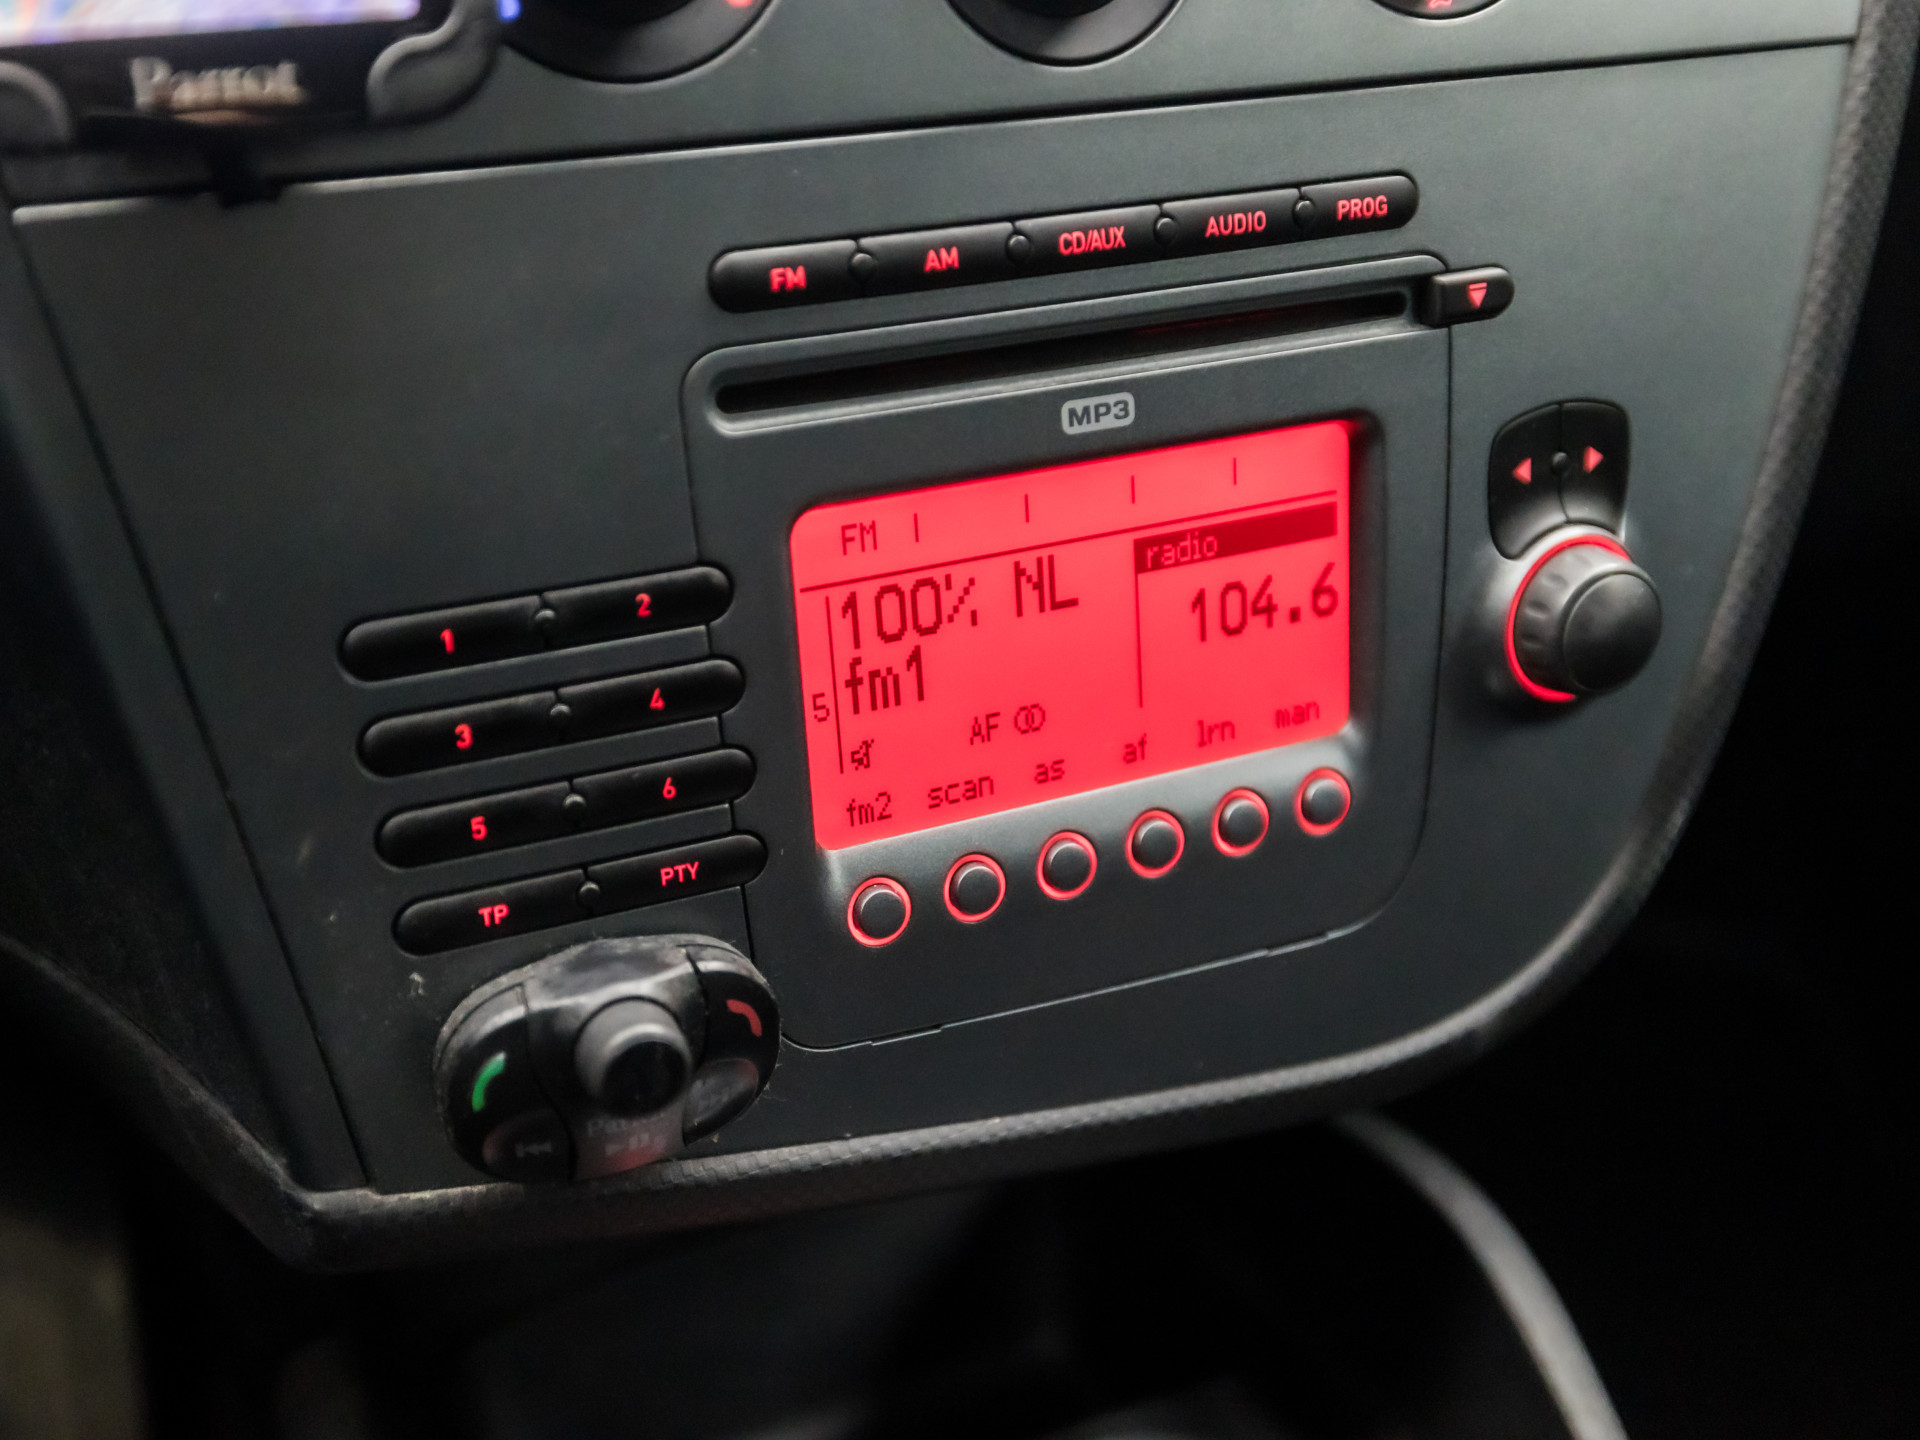 Parrot
FM AM CD/AUX AUDIO PROG
MP3
FM
radio
100% NL
104.6
fm1
5
AF
fm2 scan as af lrn man
1 2
3 4
5 6
TP PTY